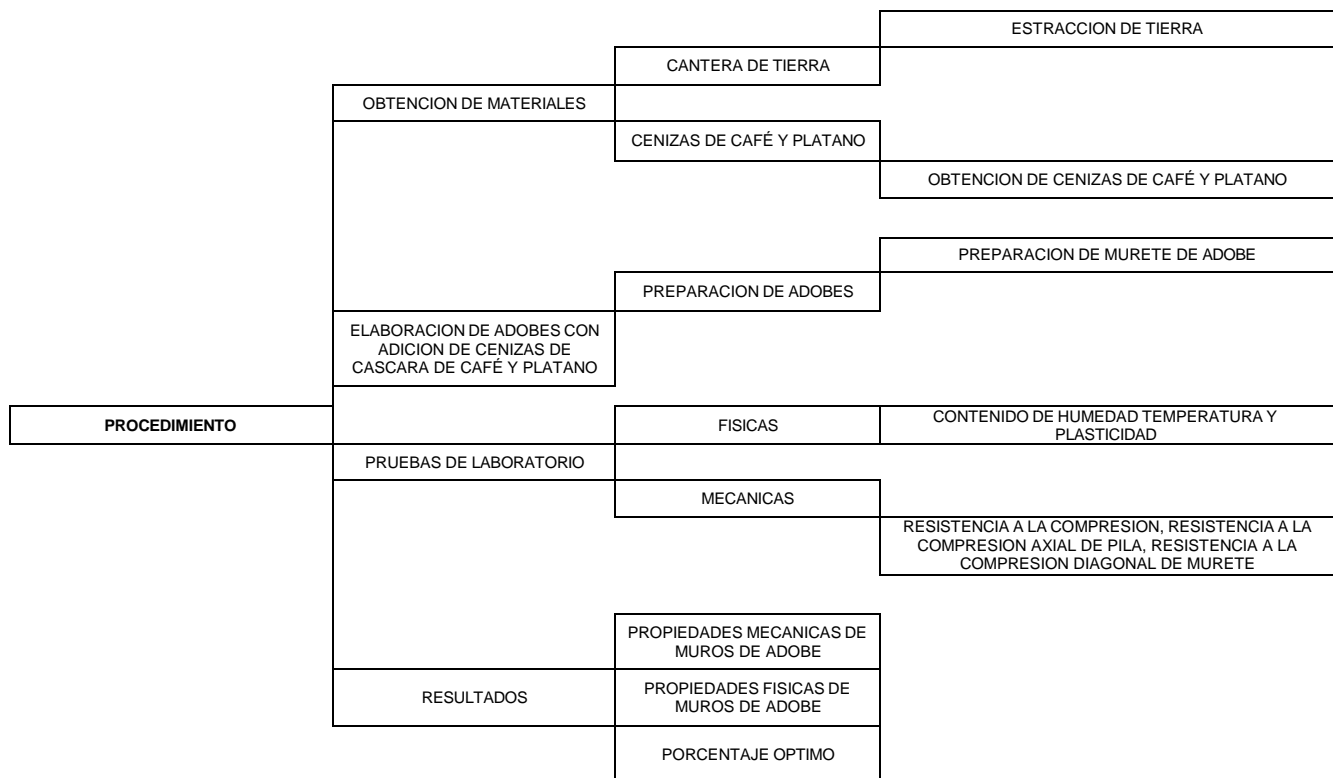 ESTRACCION DE TIERRA
CANTERA DE TIERRA
OBTENCION DE MATERIALES
CENIZAS DE CAFÉ Y PLATANO
OBTENCION DE CENIZAS DE CAFÉ Y PLATANO
PREPARACION DE MURETE DE ADOBE
PREPARACION DE ADOBES
ELABORACION DE ADOBES CON
ADICION DE CENIZAS DE
CASCARA DE CAFÉ Y PLATANO
PROCEDIMIENTO
FISICAS
CONTENIDO DE HUMEDAD TEMPERATURA Y
PLASTICIDAD
PRUEBAS DE LABORATORIO
MECANICAS
RESISTENCIA A LA COMPRESION, RESISTENCIA A LA
COMPRESION AXIAL DE PILA, RESISTENCIA A LA
COMPRESION DIAGONAL DE MURETE
PROPIEDADES MECANICAS DE
MUROS DE ADOBE
RESULTADOS
PROPIEDADES FISICAS DE
MUROS DE ADOBE
PORCENTAJE OPTIMO